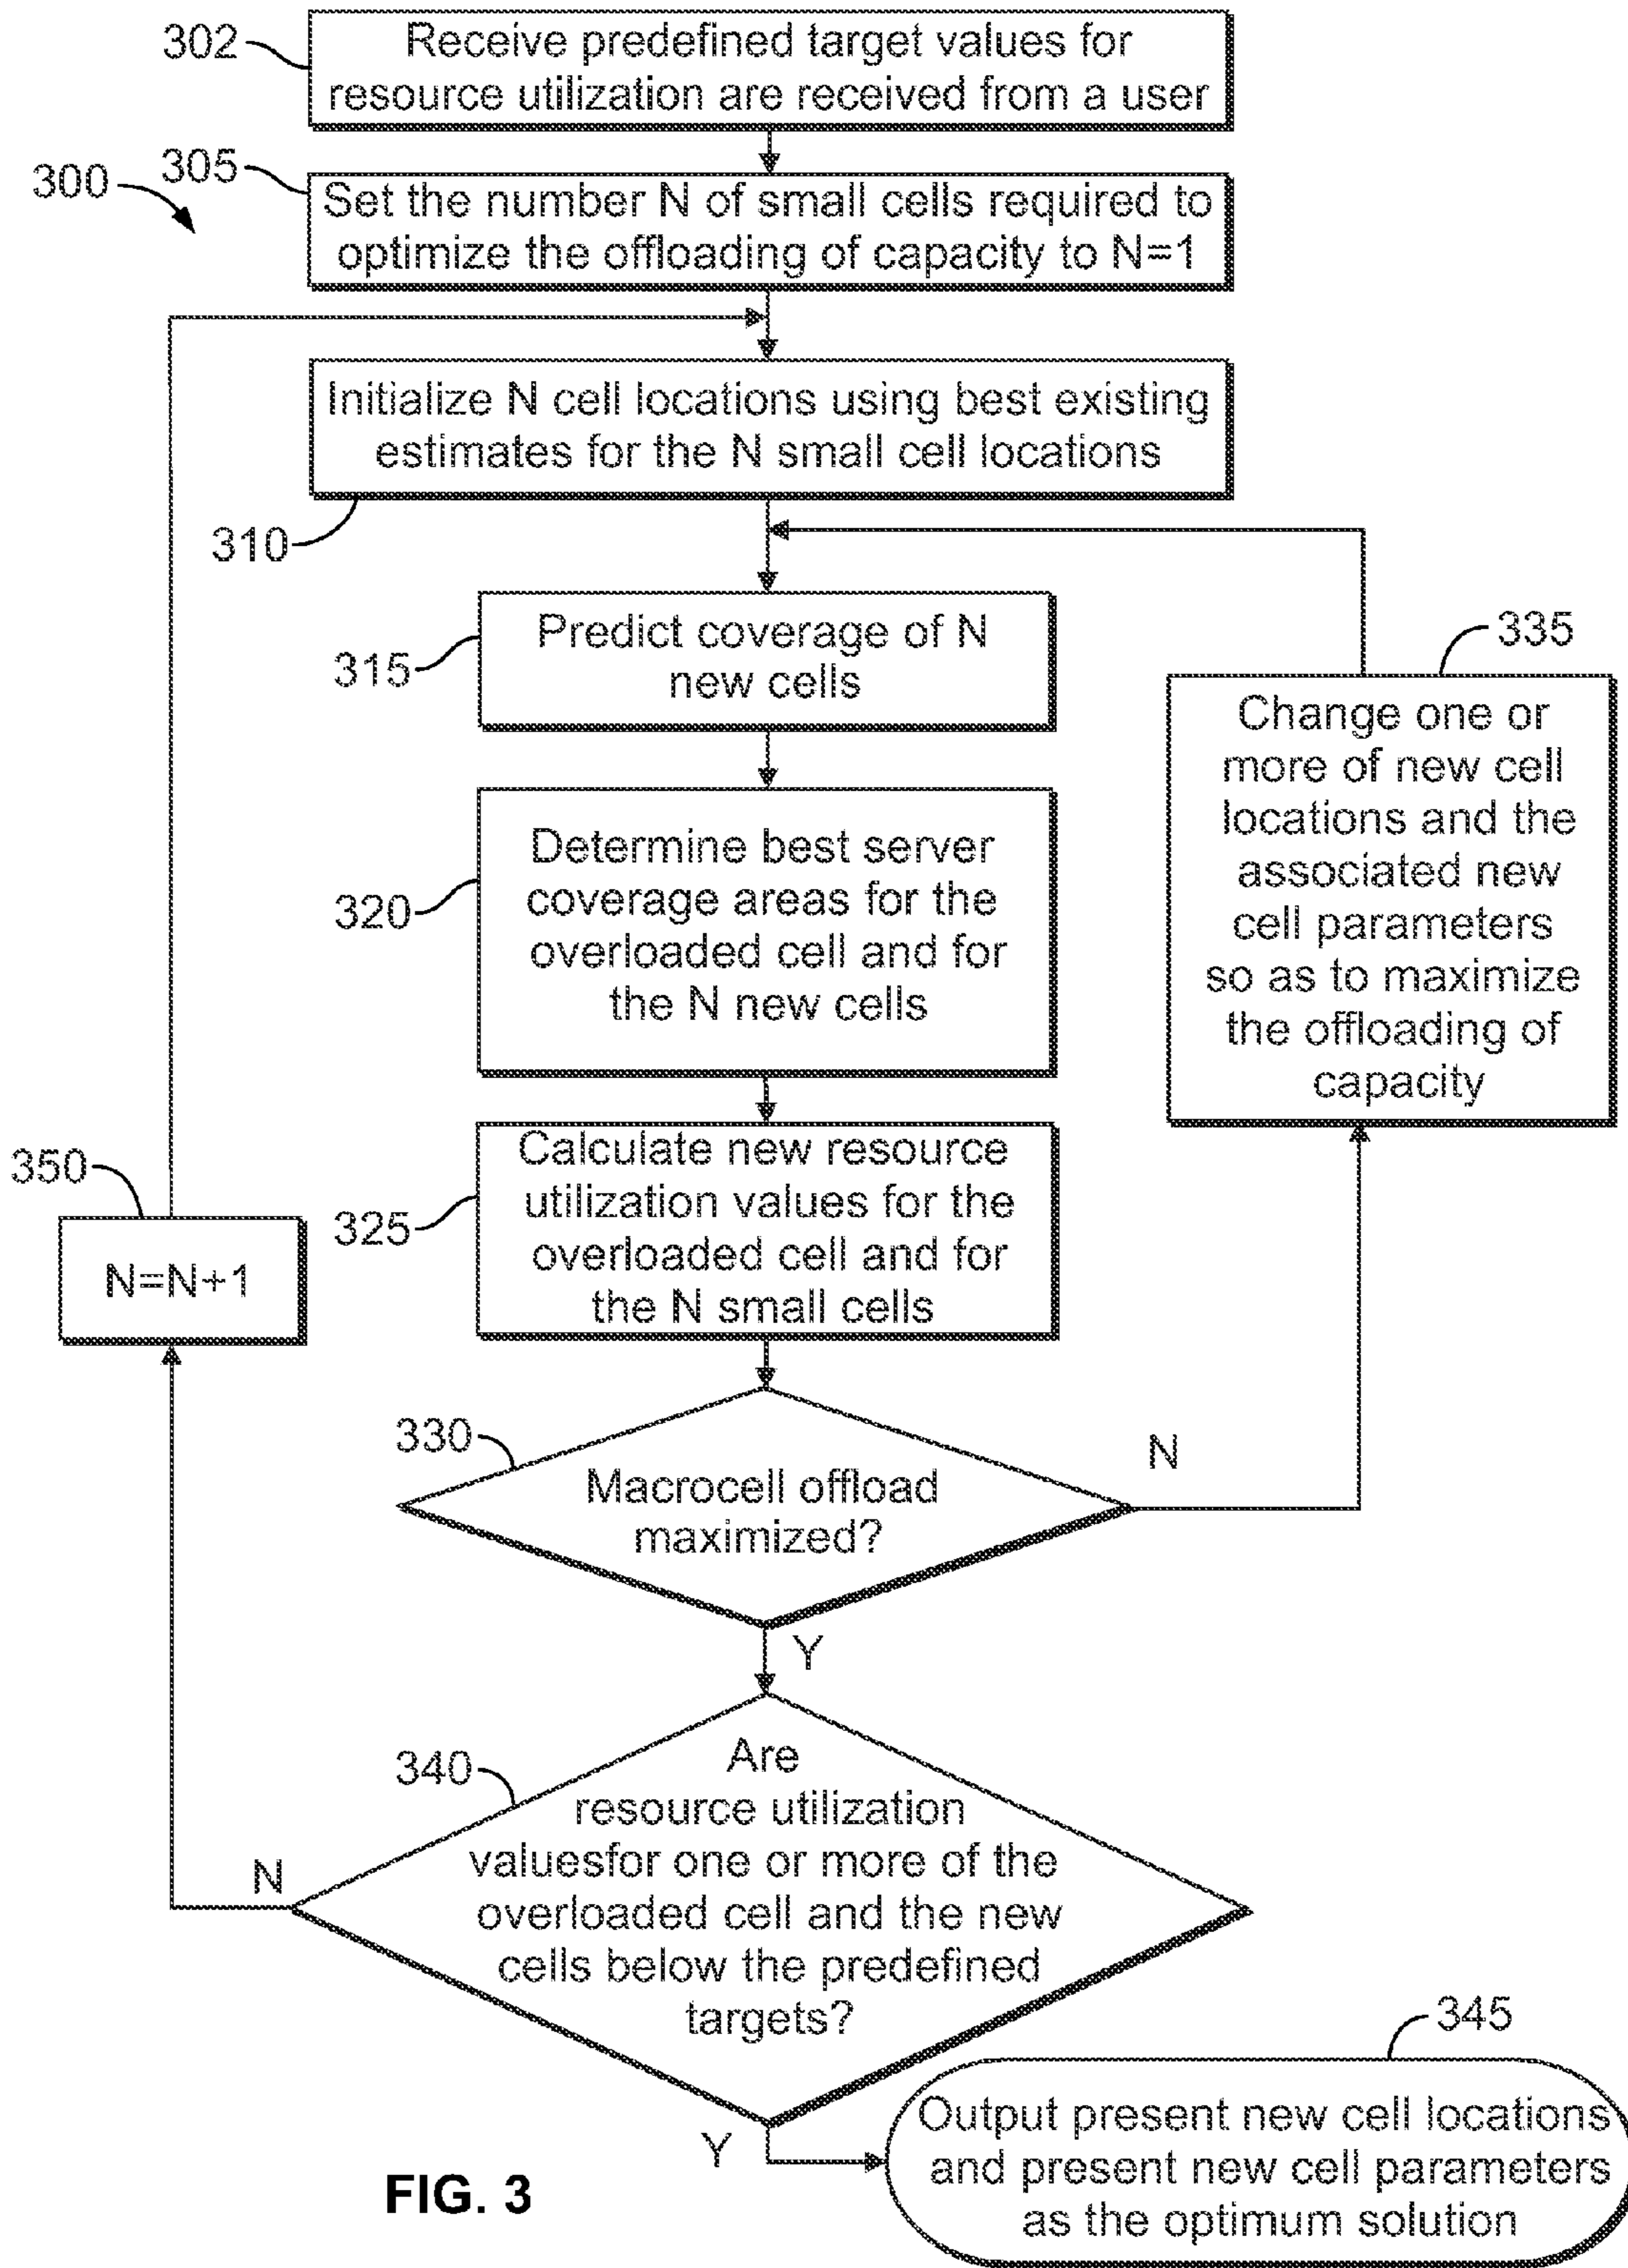 302
Receive predefined target values for
resource utilization are received from a user
300
305
Set the number N of small cells required to
optimize the offloading of capacity to N=1
Initialize N cell locations using best existing
estimates for the N small cell locations
310
315
Predict coverage of N
new cells
335
Change one or
more of new cell
locations and the
associated new
cell parameters
so as to maximize
the offloading of
capacity
320
Determine best server
coverage areas for the
overloaded cell and for
the N new cells
350
N=N+1
325
Calculate new resource
utilization values for the
overloaded cell and for
the N small cells
330
Macrocell offload
maximized?
N
Y
340
Are
resource utilization
valuesfor one or more of the
overloaded cell and the new
cells below the predefined
targets?
N
Y
345
Output present new cell locations
and present new cell parameters
as the optimum solution
FIG. 3